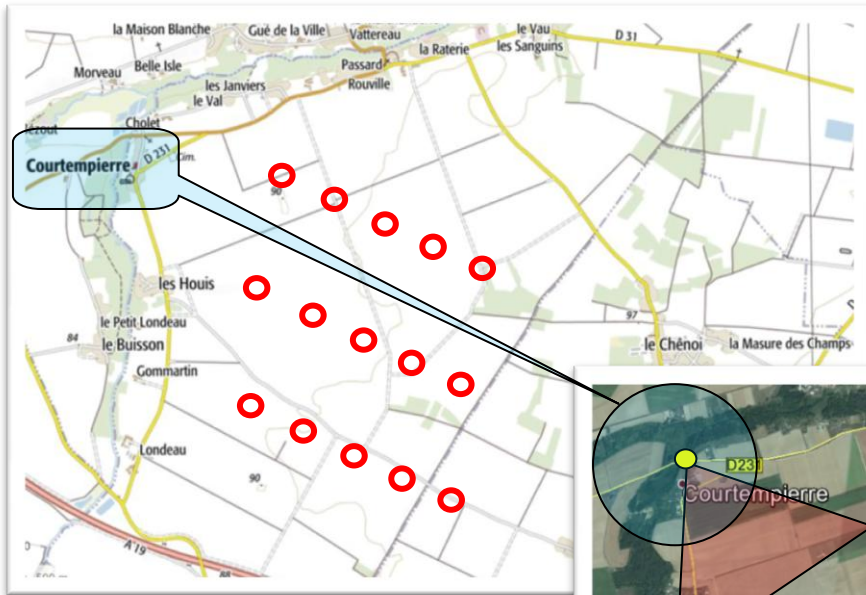 la Maison Blanche
Gué de la Ville
Vattereau
le Vau
les Sanguins
D 31
la Raterie
Passard
Rouville
Belle Isle
Morveau
les Janviers
le Val
Cholet
Courtempierre
D 231
Cim.
90
les Houis
le Petit Londeau
84
le Buisson
Gommartin
97
le Chênoi
la Masure des Champs
Londeau
90
A 19
88
D231
Courtempierre